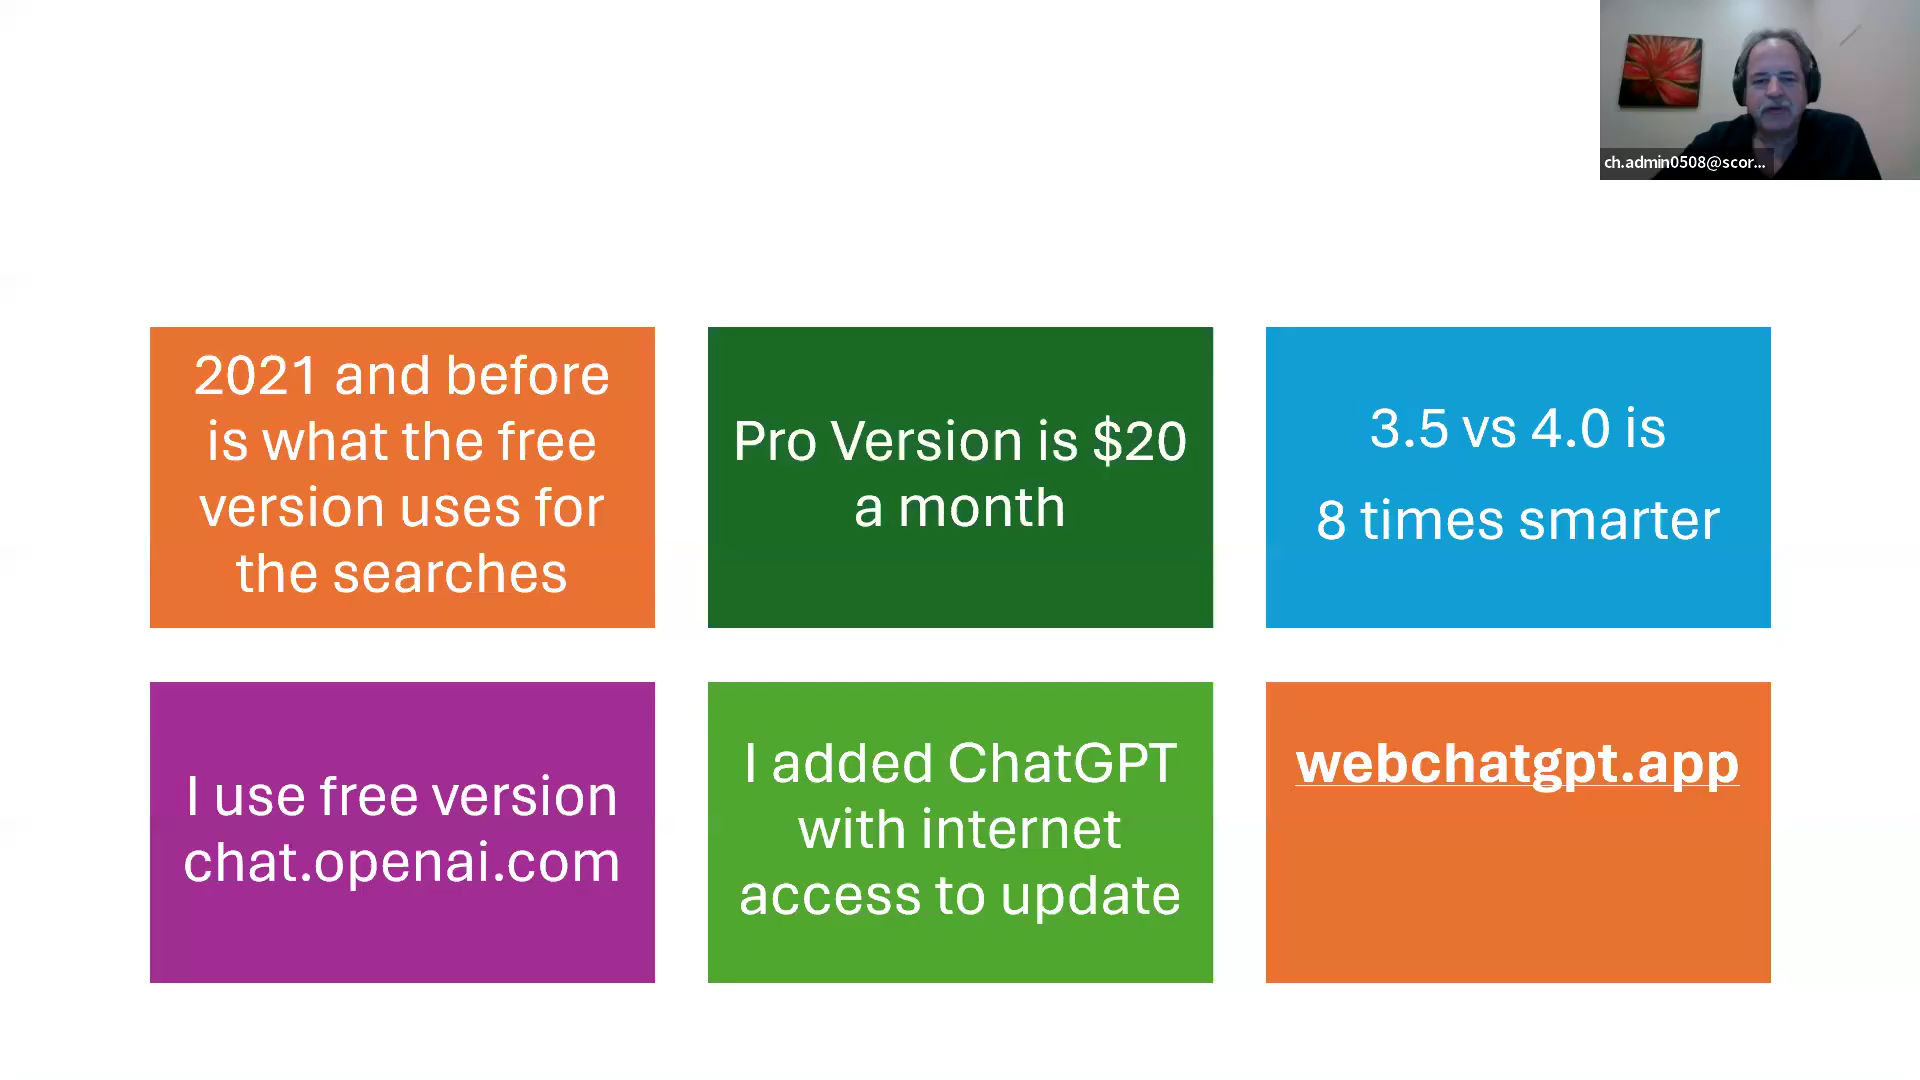 ch.admin0508@scor...
2021 and before
is what the free
version uses for
the searches
Pro Version is $20
a month
3.5 vs 4.0 is
8 times smarter
I use free version
chat.openai.com
I added ChatGPT
with internet
access to update
webchatgpt.app